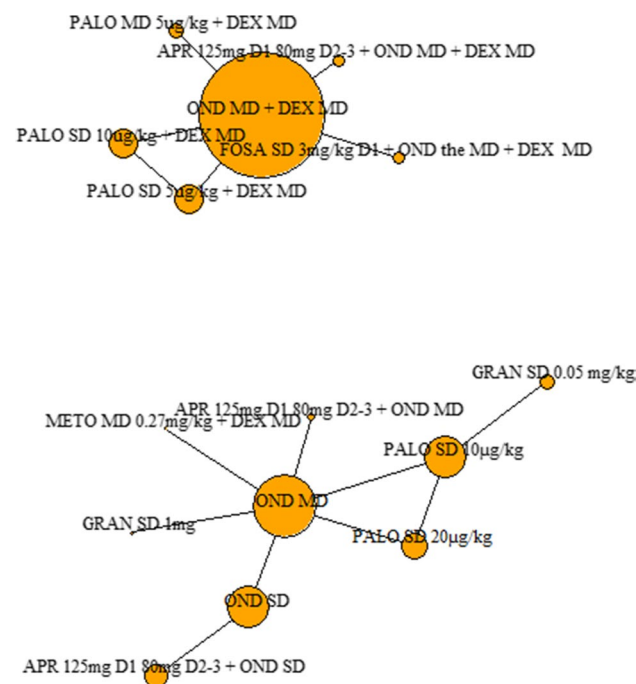 PALO MD 5µg/kg + DEX MD
APR 125mg D1 80mg D2-3 + OND MD + DEX MD
OND MD + DEX MD
PALO SD 10ug/kg + DEX MD
FOSA SD 3mg/kg D1 + OND the MD + DEX MD
PALO SD 5µg/kg + DEX MD
GRAN SD 0.05 mg/kg
APR 125mg D1 80mg D2-3 + OND MD
METO MD 0.27mg/kg + DEX MD
PALO SD 10µg/kg
OND MD
GRAN SD 1mg
PALO SD 20µg/kg
OND SD
APR 125mg D1 80mg D2-3 + OND SD